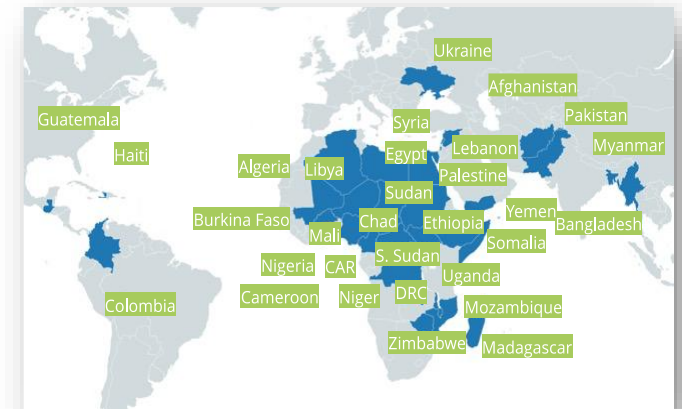 Ukraine
Afghanistan
Guatemala
Pakistan
Syria
Haiti
Egypt
Lebanon
Myanmar
Algeria
Libya
Palestine
Sudan
Yemen
Burkina Faso
Chad
Ethiopia
Bangladesh
Mali
Somalia
S. Sudan
Nigeria
CAR
Uganda
Colombia
Cameroon
Niger
DRC
Mozambique
Zimbabwe
Madagascar